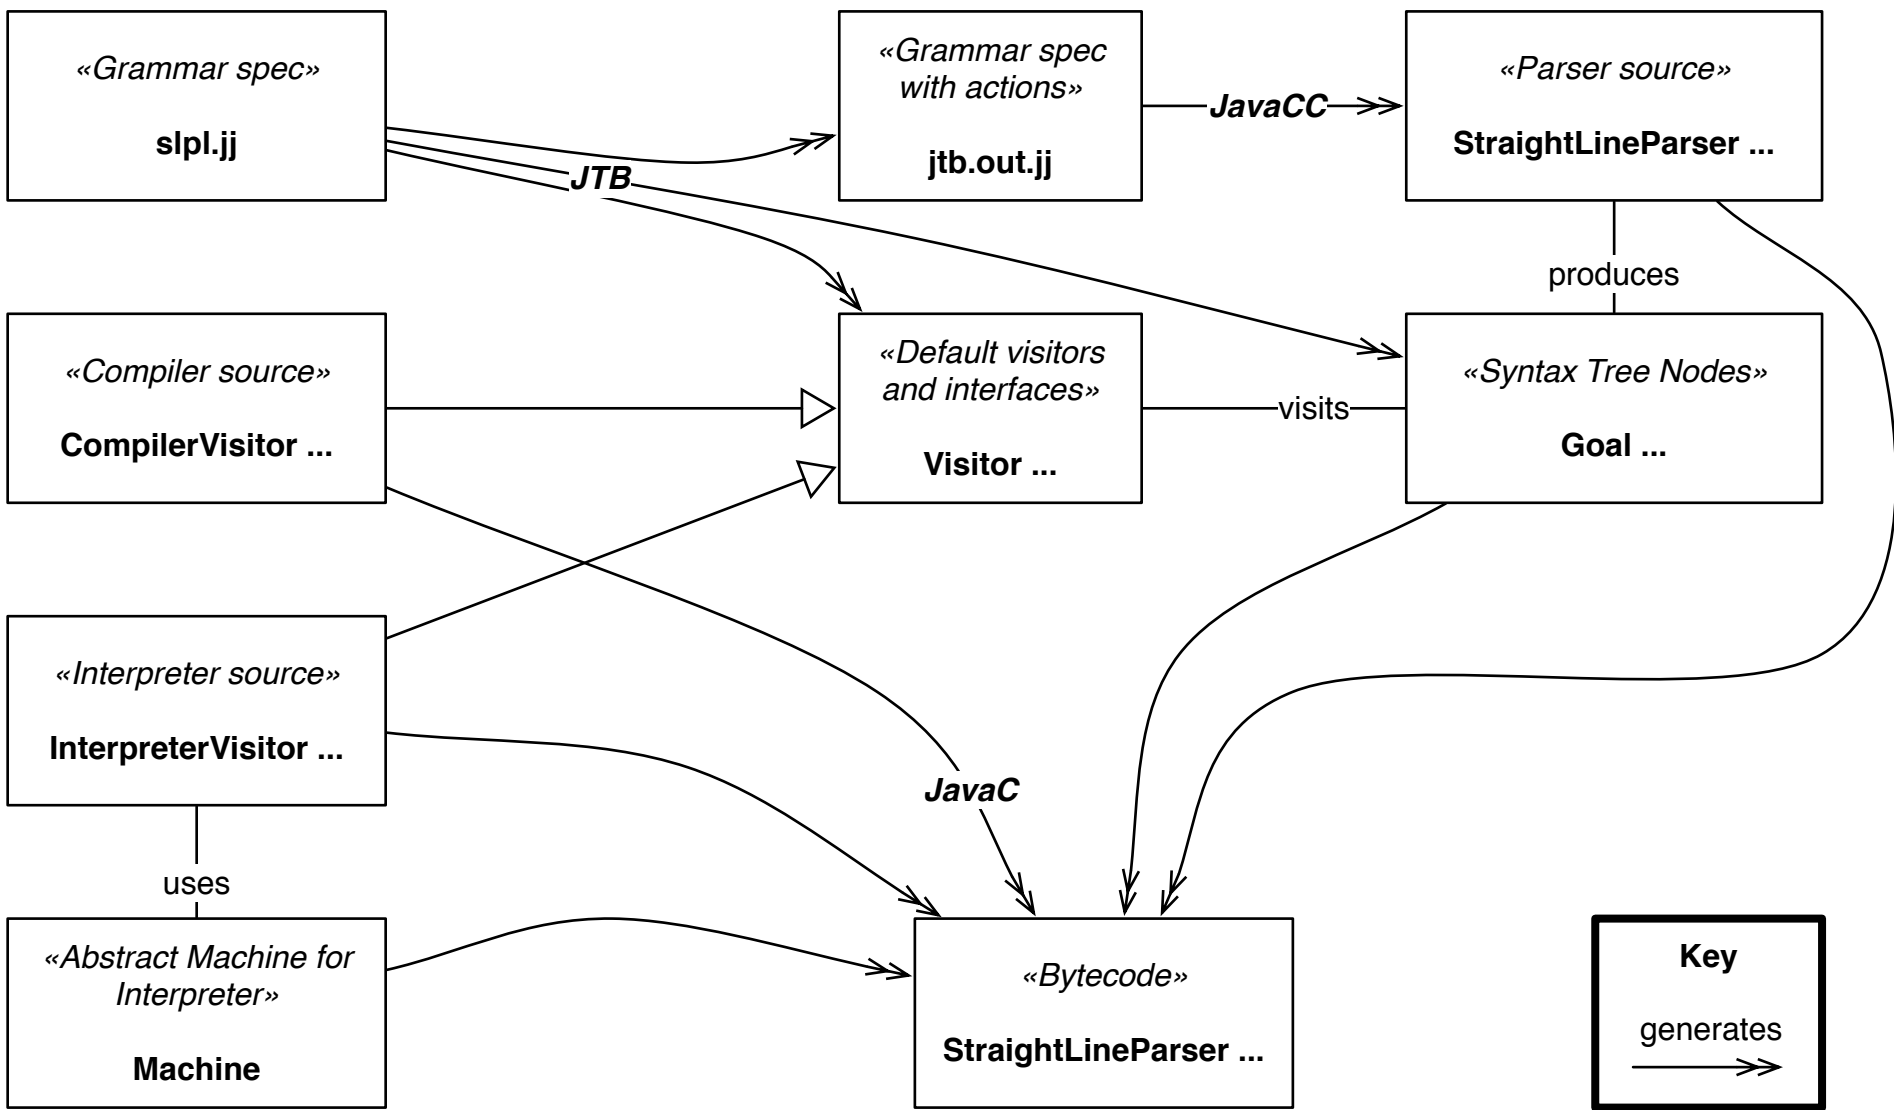 «Grammar spec»
slpl.jj
«Grammar spec
with actions»
jtb.out.jj
JavaCC
«Parser source»
StraightLineParser ...
JTB
produces
«Compiler source»
CompilerVisitor ...
«Default visitors
and interfaces»
Visitor ...
visits
«Syntax Tree Nodes»
Goal ...
«Interpreter source»
InterpreterVisitor ...
JavaC
uses
«Abstract Machine for
Interpreter»
Machine
«Bytecode»
StraightLineParser ...
Key
generates